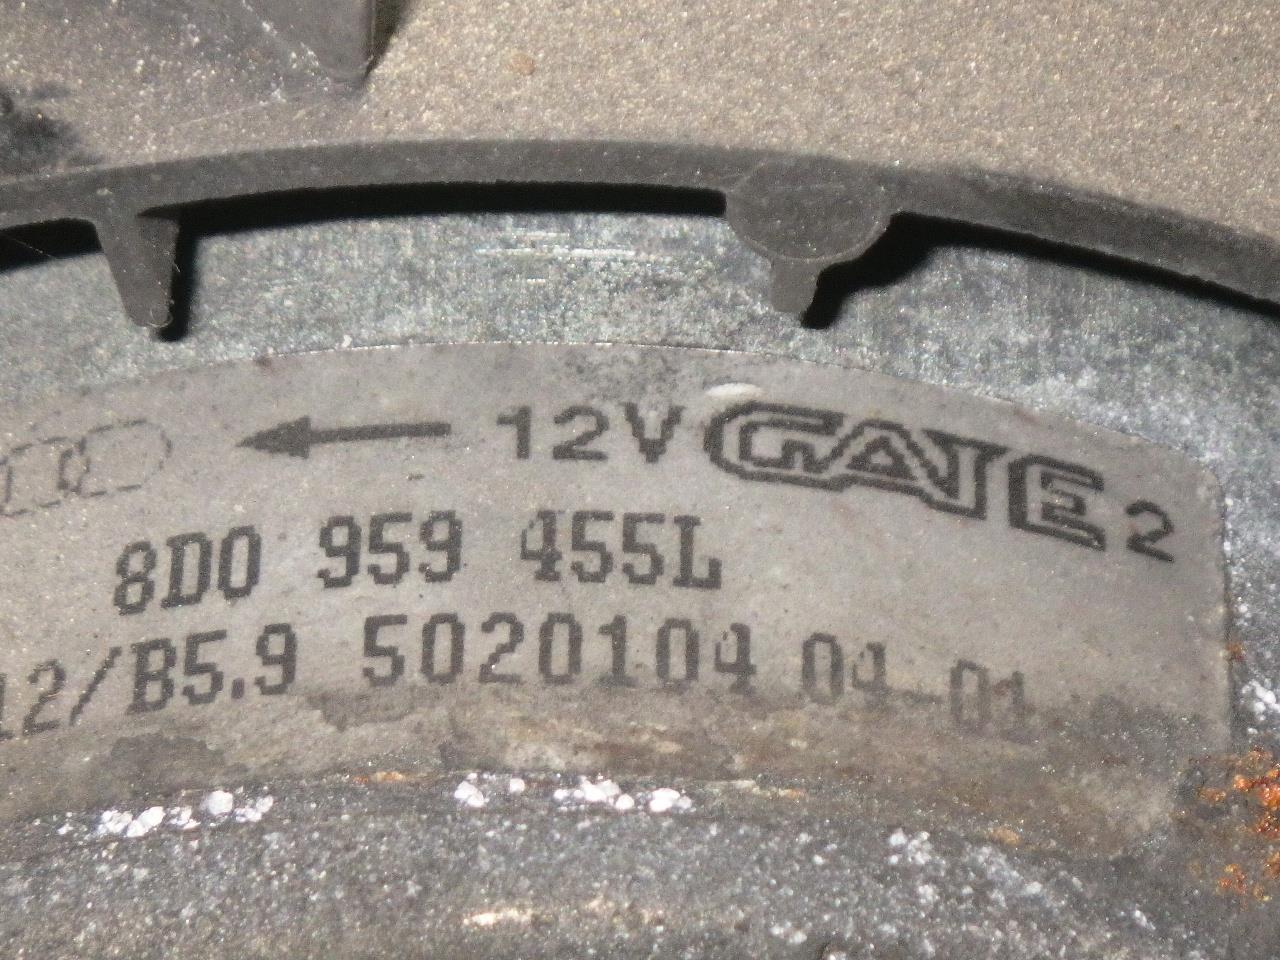 12V GATE 2
8D0 959 455L
12/B5.9 5020104 04 01